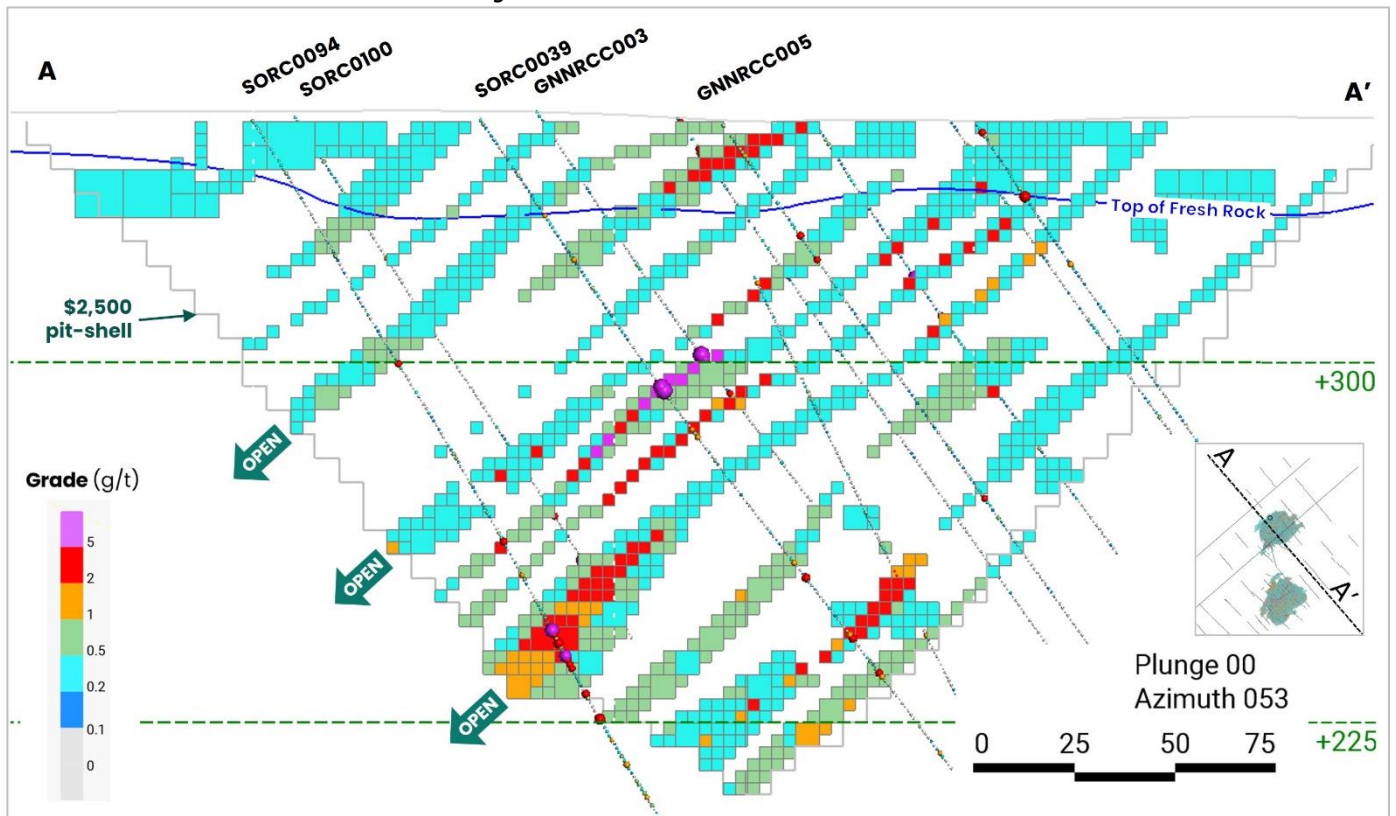 A
SORC0094
SORC0100
SORC0039
GNNRCC003
GNNRCC005
A’
Top of Fresh Rock
$2,500
pit-shell
+300
OPEN
OPEN
OPEN
Grade (g/t)
5
2
1
0.5
0.2
0.1
0
A
A’
Plunge 00
Azimuth 053
0 25 50 75
+225